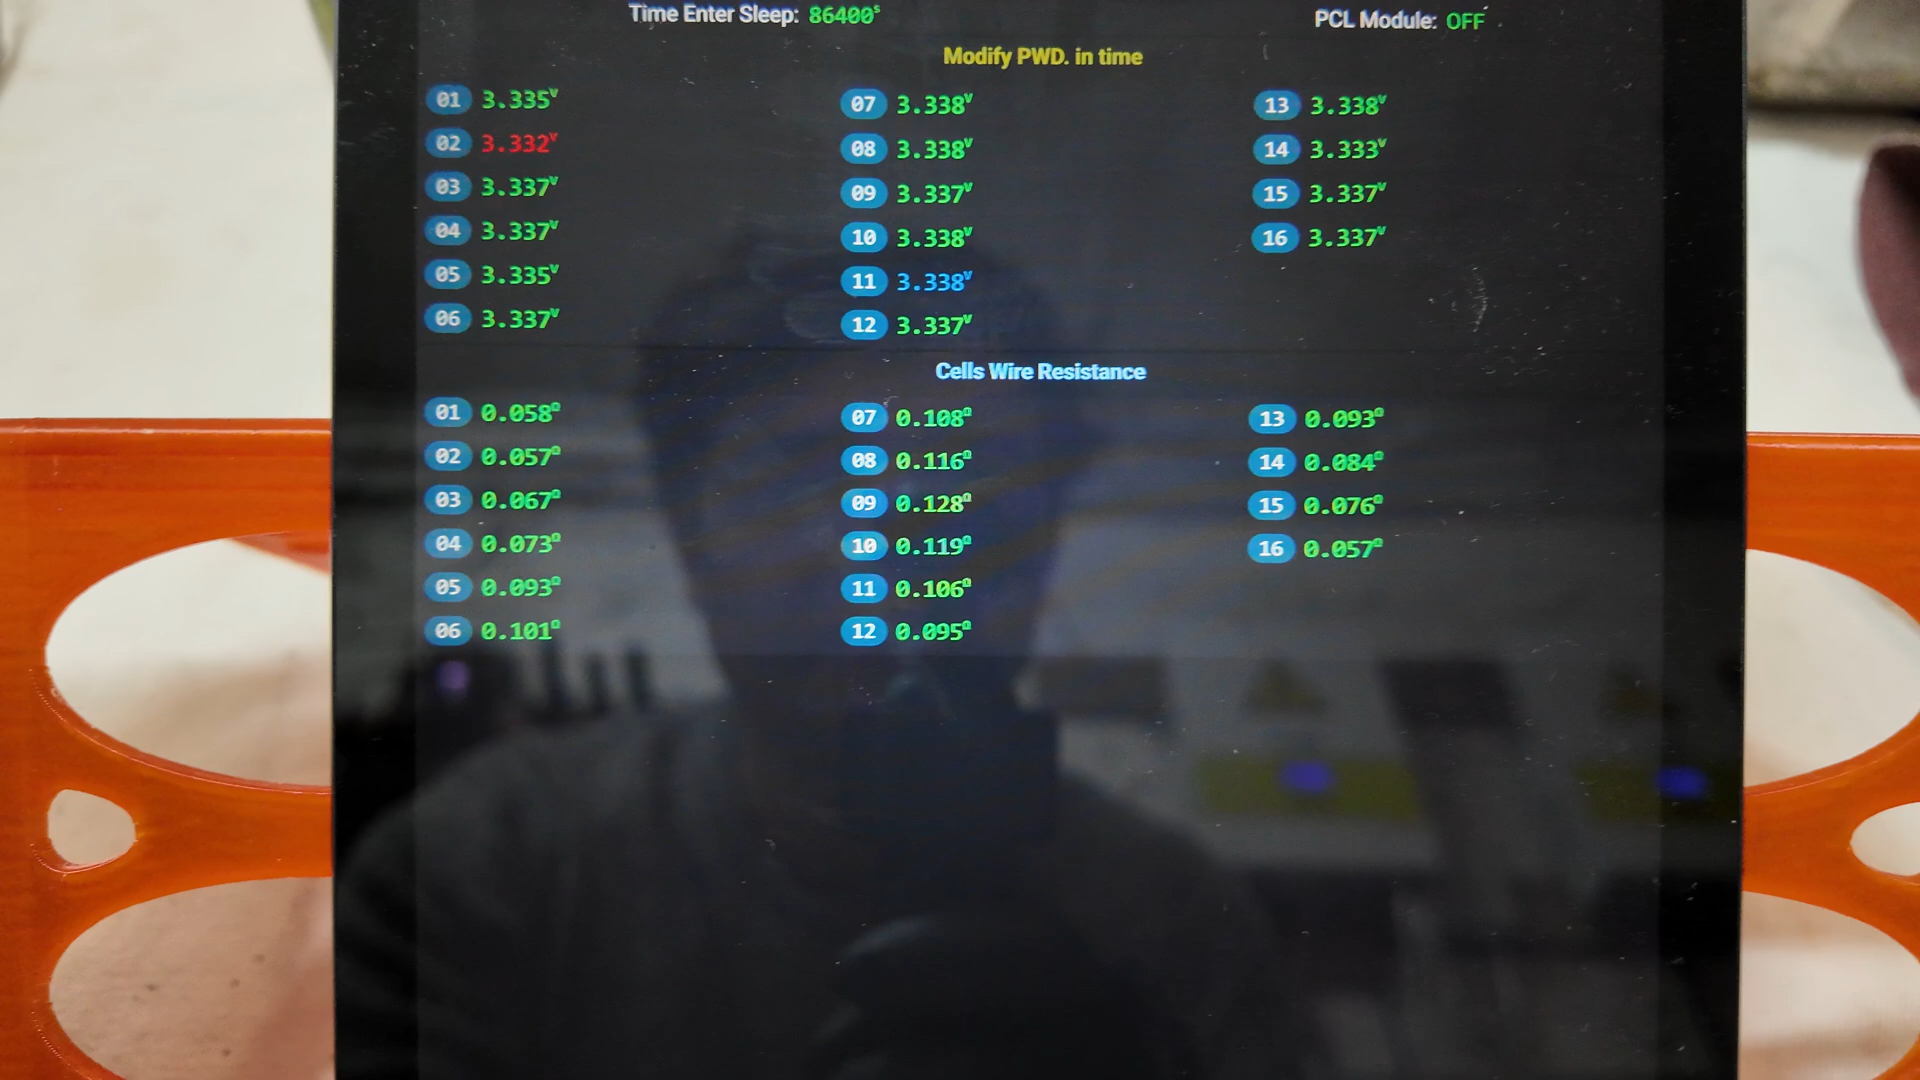 Time Enter Sleep: 86400s PCL Module: OFF
Modify PWD. in time
01 3.335v 07 3.338v 13 3.338v
02 3.332v 08 3.338v 14 3.333v
03 3.337v 09 3.337v 15 3.337v
04 3.337v 10 3.338v 16 3.337v
05 3.335v 11 3.338v
06 3.337v 12 3.337v
Cells Wire Resistance
01 0.058Ω 07 0.108Ω 13 0.093Ω
02 0.057Ω 08 0.116Ω 14 0.084Ω
03 0.067Ω 09 0.128Ω 15 0.076Ω
04 0.073Ω 10 0.119Ω 16 0.057Ω
05 0.093Ω 11 0.106Ω
06 0.101Ω 12 0.095Ω